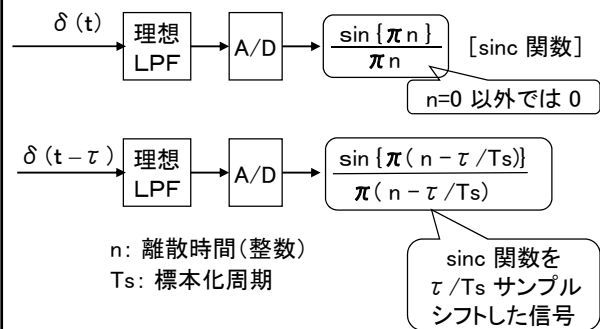 δ(t)
理想
LPF
A/D
sin{πn}
πn
[sinc 関数]
n=0 以外では 0
δ(t-τ)
理想
LPF
A/D
sin{π(n-τ/Ts)}
π(n-τ/Ts)
n: 離散時間(整数)
Ts: 標本化周期
sinc 関数を
τ/Ts サンプル
シフトした信号